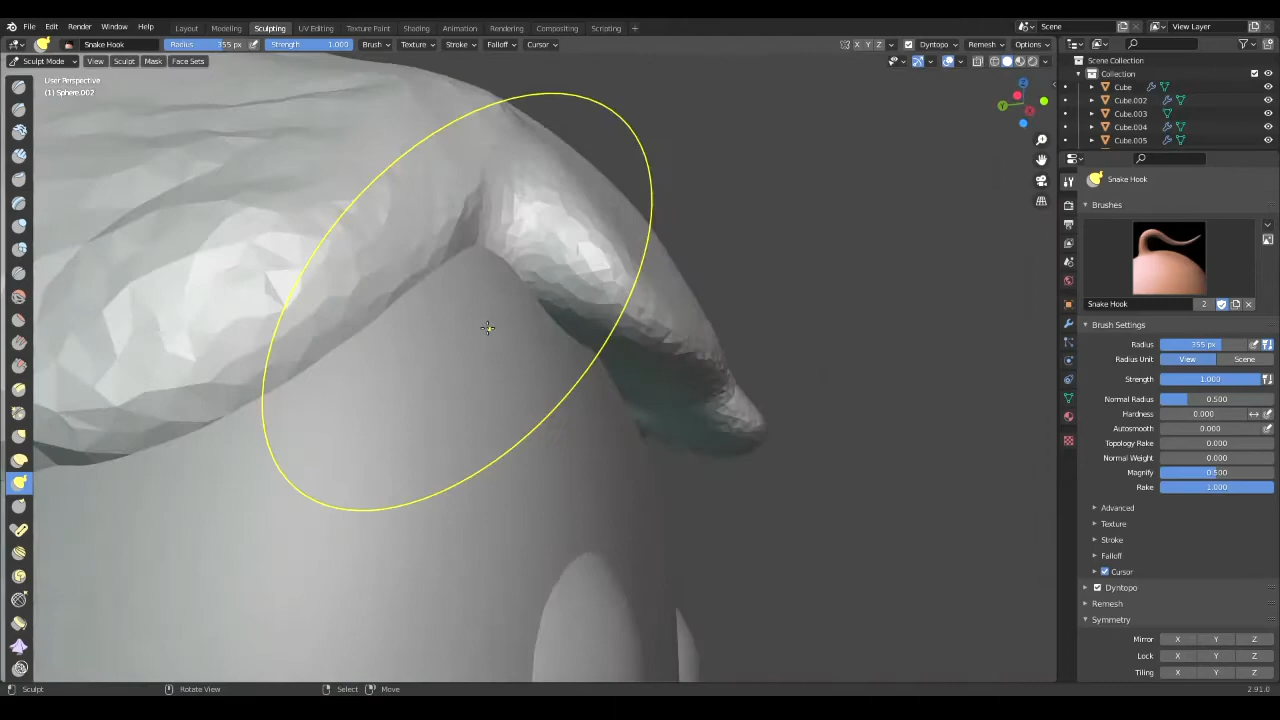 File Edit Render Window Help Layout Modeling Sculpting UV Editing Texture Paint Shading Animation Rendering Compositing Scripting + Scene View Layer
Snake Hook Radius 355 px Strength 1.000 Brush Texture Stroke Falloff Cursor X Y Z Dyntopo Remesh Options
Sculpt Mode View Sculpt Mask Face Sets
User Perspective
(1) Sphere.002
Scene Collection
Collection
Cube
Cube.002
Cube.003
Cube.004
Cube.005
Z
Y
Snake Hook
Brushes
Snake Hook 2
Brush Settings
Radius 355 px
Radius Unit View Scene
Strength 1.000
Normal Radius 0.500
Hardness 0.000
Autosmooth 0.000
Topology Rake 0.000
Normal Weight 0.000
Magnify 0.500
Rake 1.000
Advanced
Texture
Stroke
Falloff
Cursor
Dyntopo
Remesh
Symmetry
Mirror X Y Z
Lock X Y Z
Tiling X Y Z
Sculpt Rotate View Select Move 2.91.0